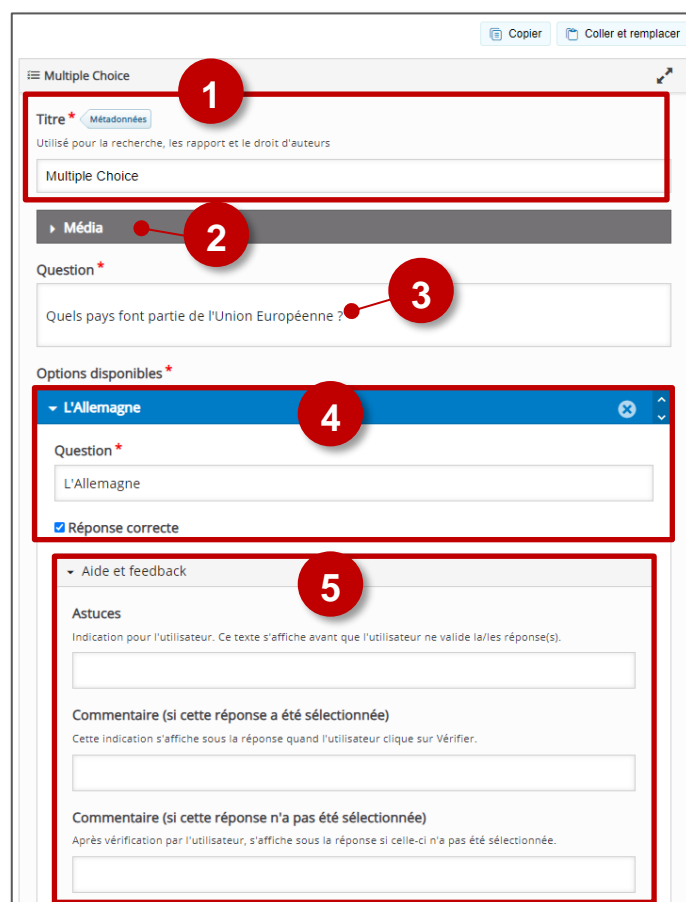 Copier
Coller et remplacer
Multiple Choice
1
Titre * Métadonnées
Utilisé pour la recherche, les rapport et le droit d'auteurs
Multiple Choice
Média
2
Question *
3
Quels pays font partie de l'Union Européenne ?
Options disponibles *
L'Allemagne
4
Question *
L'Allemagne
Réponse correcte
Aide et feedback
5
Astuces
Indication pour l'utilisateur. Ce texte s'affiche avant que l'utilisateur ne valide la/les réponse(s).
Commentaire (si cette réponse a été sélectionnée)
Cette indication s'affiche sous la réponse quand l'utilisateur clique sur Vérifier.
Commentaire (si cette réponse n'a pas été sélectionnée)
Après vérification par l'utilisateur, s'affiche sous la réponse si celle-ci n'a pas été sélectionnée.